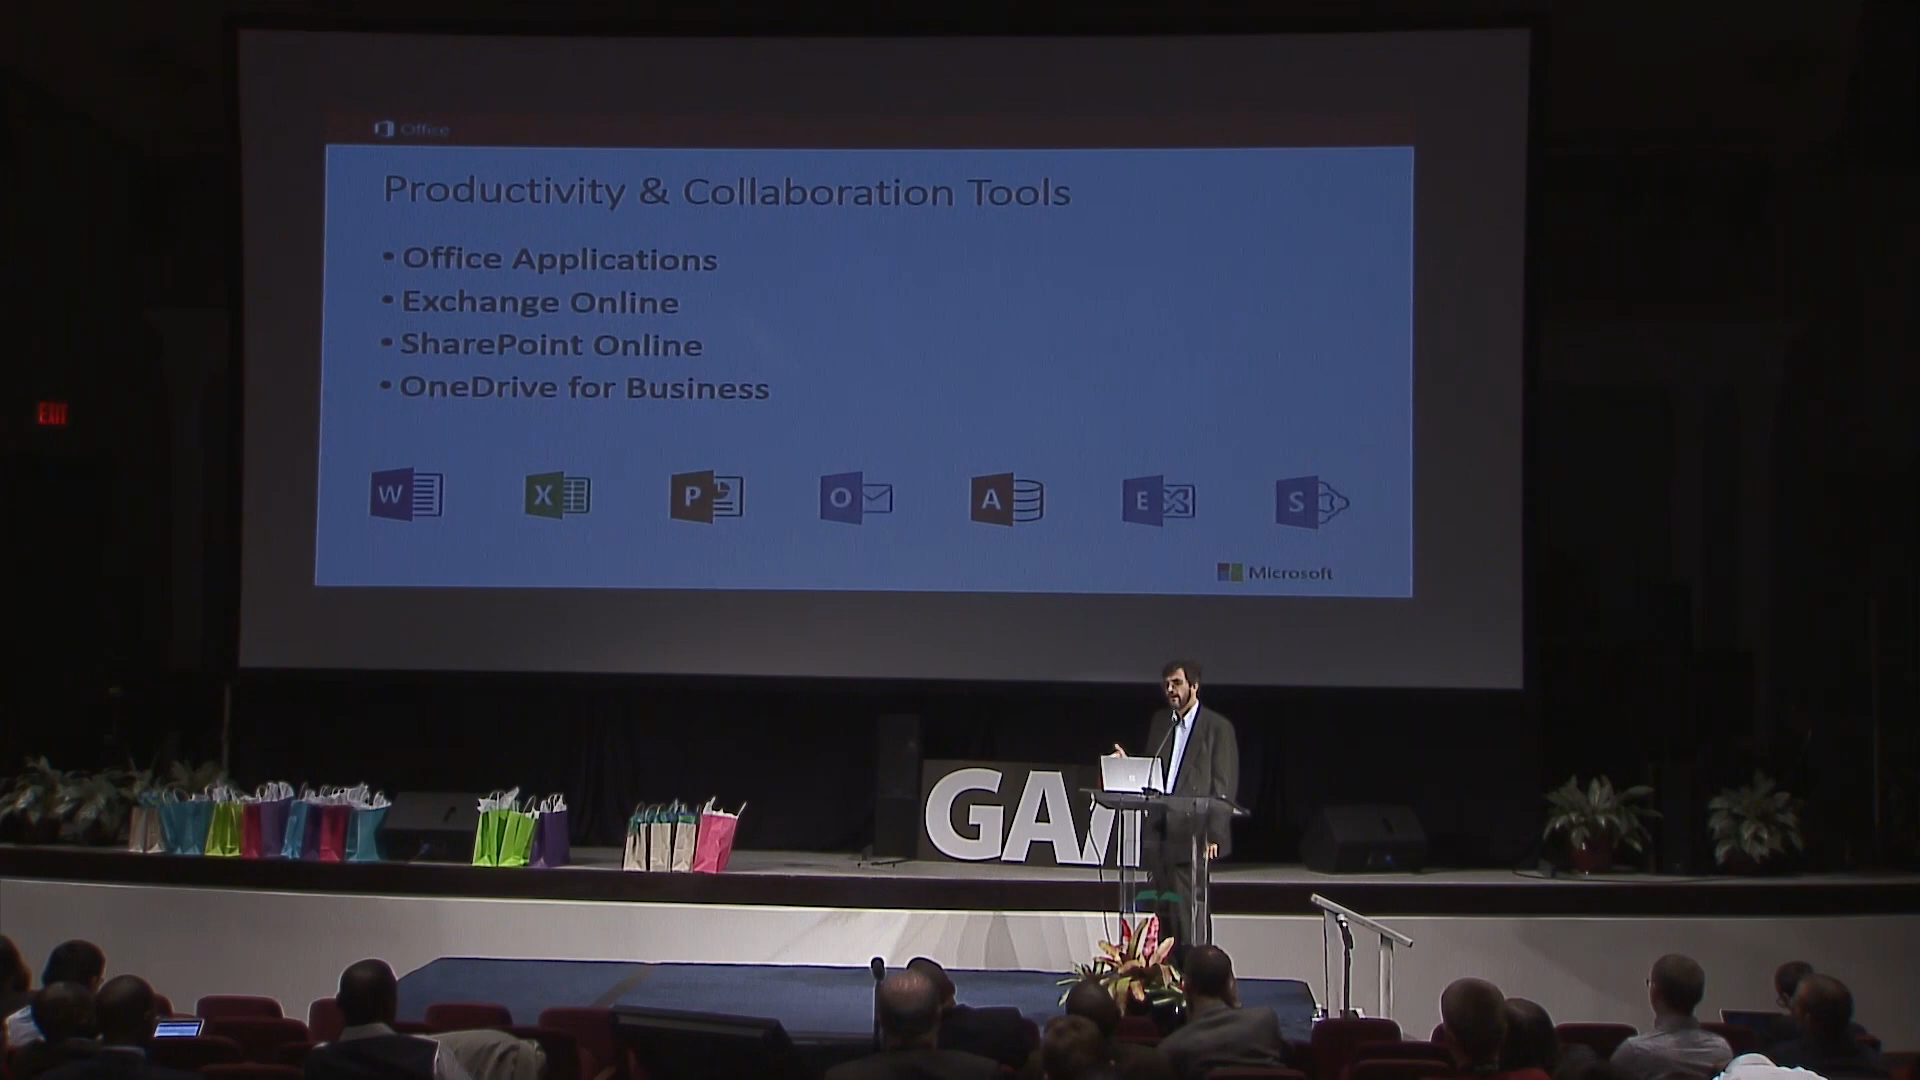 Office
Productivity & Collaboration Tools
• Office Applications
• Exchange Online
• SharePoint Online
• OneDrive for Business
W
X
P
O
A
E
S
Microsoft
EXIT
GA